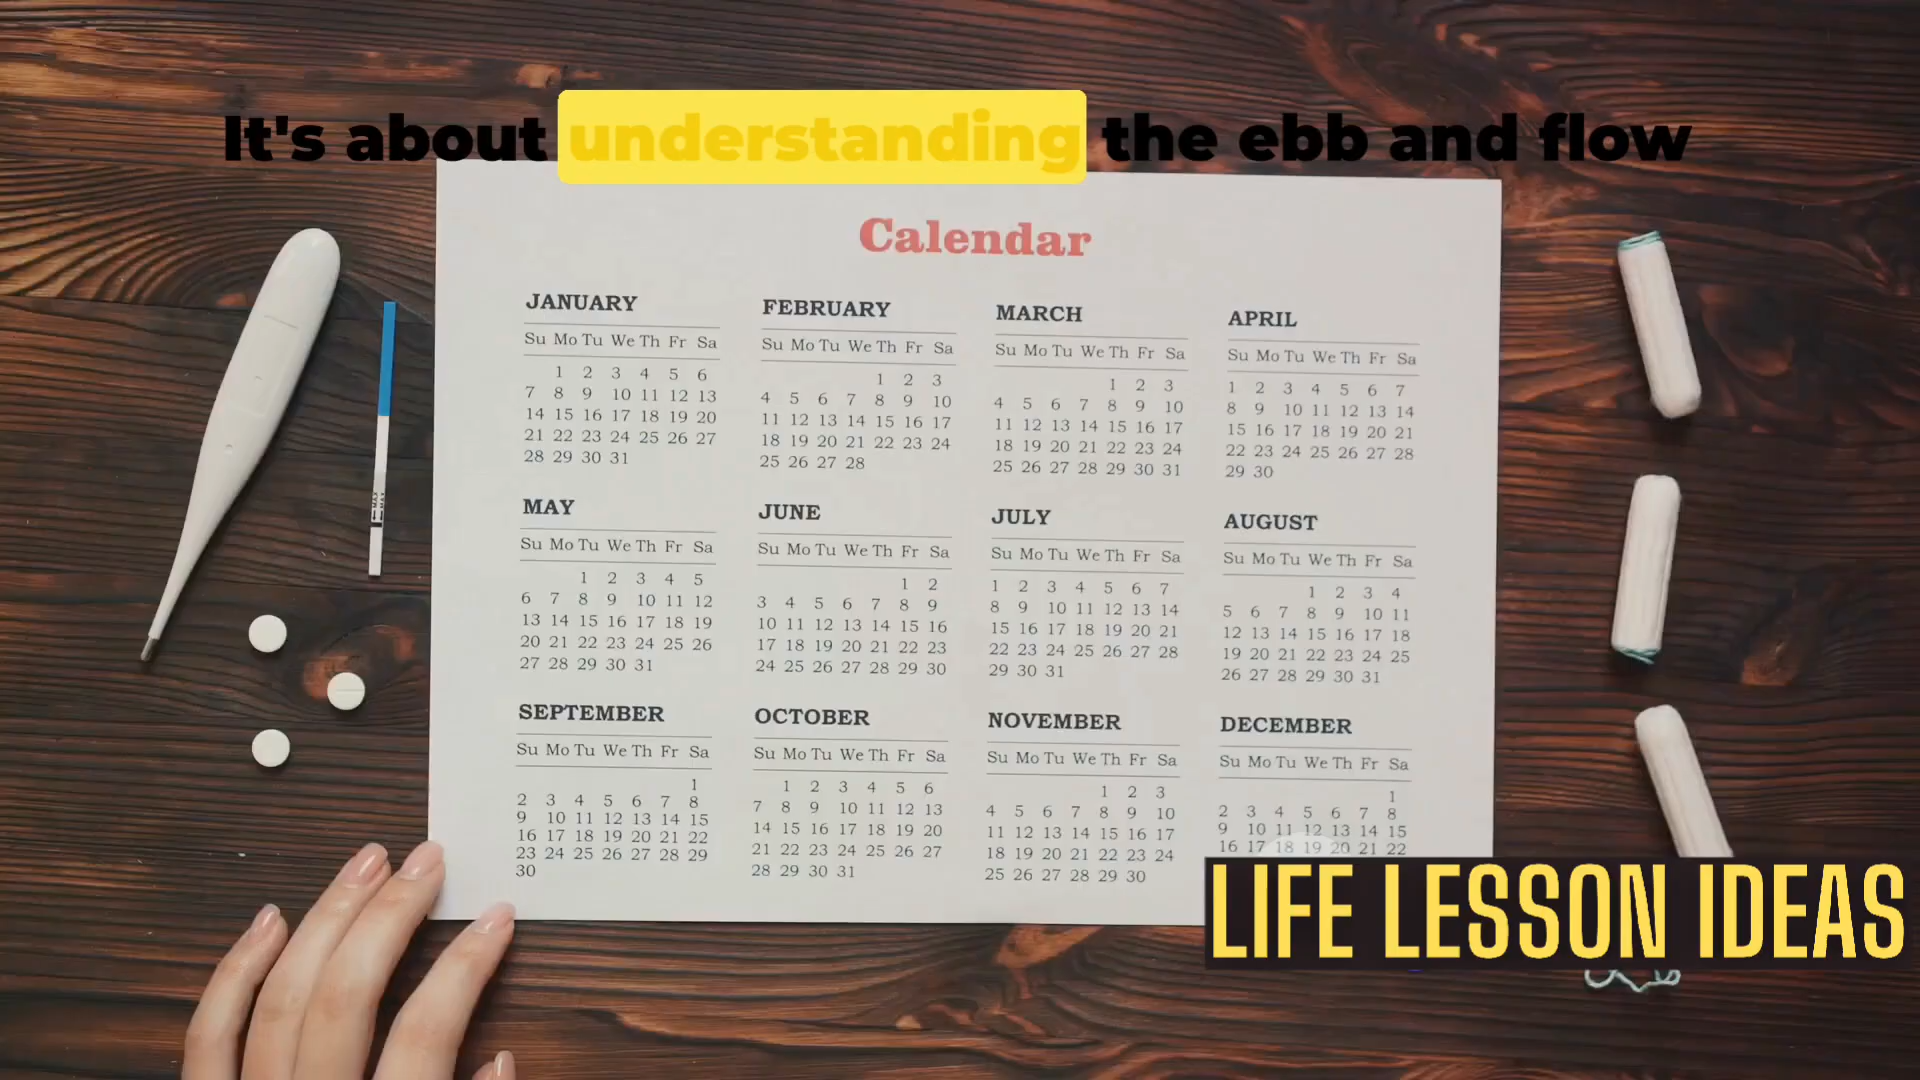 It's about understanding the ebb and flow
Calendar
JANUARY
Su Mo Tu We Th Fr Sa
1 2 3 4 5 6
7 8 9 10 11 12 13
14 15 16 17 18 19 20
21 22 23 24 25 26 27
28 29 30 31
FEBRUARY
Su Mo Tu We Th Fr Sa
1 2 3
4 5 6 7 8 9 10
11 12 13 14 15 16 17
18 19 20 21 22 23 24
25 26 27 28
MARCH
Su Mo Tu We Th Fr Sa
1 2 3
4 5 6 7 8 9 10
11 12 13 14 15 16 17
18 19 20 21 22 23 24
25 26 27 28 29 30 31
APRIL
Su Mo Tu We Th Fr Sa
1 2 3 4 5 6 7
8 9 10 11 12 13 14
15 16 17 18 19 20 21
22 23 24 25 26 27 28
29 30
MAY
Su Mo Tu We Th Fr Sa
1 2 3 4 5
6 7 8 9 10 11 12
13 14 15 16 17 18 19
20 21 22 23 24 25 26
27 28 29 30 31
JUNE
Su Mo Tu We Th Fr Sa
1 2
3 4 5 6 7 8 9
10 11 12 13 14 15 16
17 18 19 20 21 22 23
24 25 26 27 28 29 30
JULY
Su Mo Tu We Th Fr Sa
1 2 3 4 5 6 7
8 9 10 11 12 13 14
15 16 17 18 19 20 21
22 23 24 25 26 27 28
29 30 31
AUGUST
Su Mo Tu We Th Fr Sa
1 2 3 4
5 6 7 8 9 10 11
12 13 14 15 16 17 18
19 20 21 22 23 24 25
26 27 28 29 30 31
SEPTEMBER
Su Mo Tu We Th Fr Sa
1
2 3 4 5 6 7 8
9 10 11 12 13 14 15
16 17 18 19 20 21 22
23 24 25 26 27 28 29
30
OCTOBER
Su Mo Tu We Th Fr Sa
1 2 3 4 5 6
7 8 9 10 11 12 13
14 15 16 17 18 19 20
21 22 23 24 25 26 27
28 29 30 31
NOVEMBER
Su Mo Tu We Th Fr Sa
1 2 3
4 5 6 7 8 9 10
11 12 13 14 15 16 17
18 19 20 21 22 23 24
25 26 27 28 29 30
DECEMBER
Su Mo Tu We Th Fr Sa
1
2 3 4 5 6 7 8
9 10 11 12 13 14 15
16 17 18 19 20 21 22
LIFE LESSON IDEAS